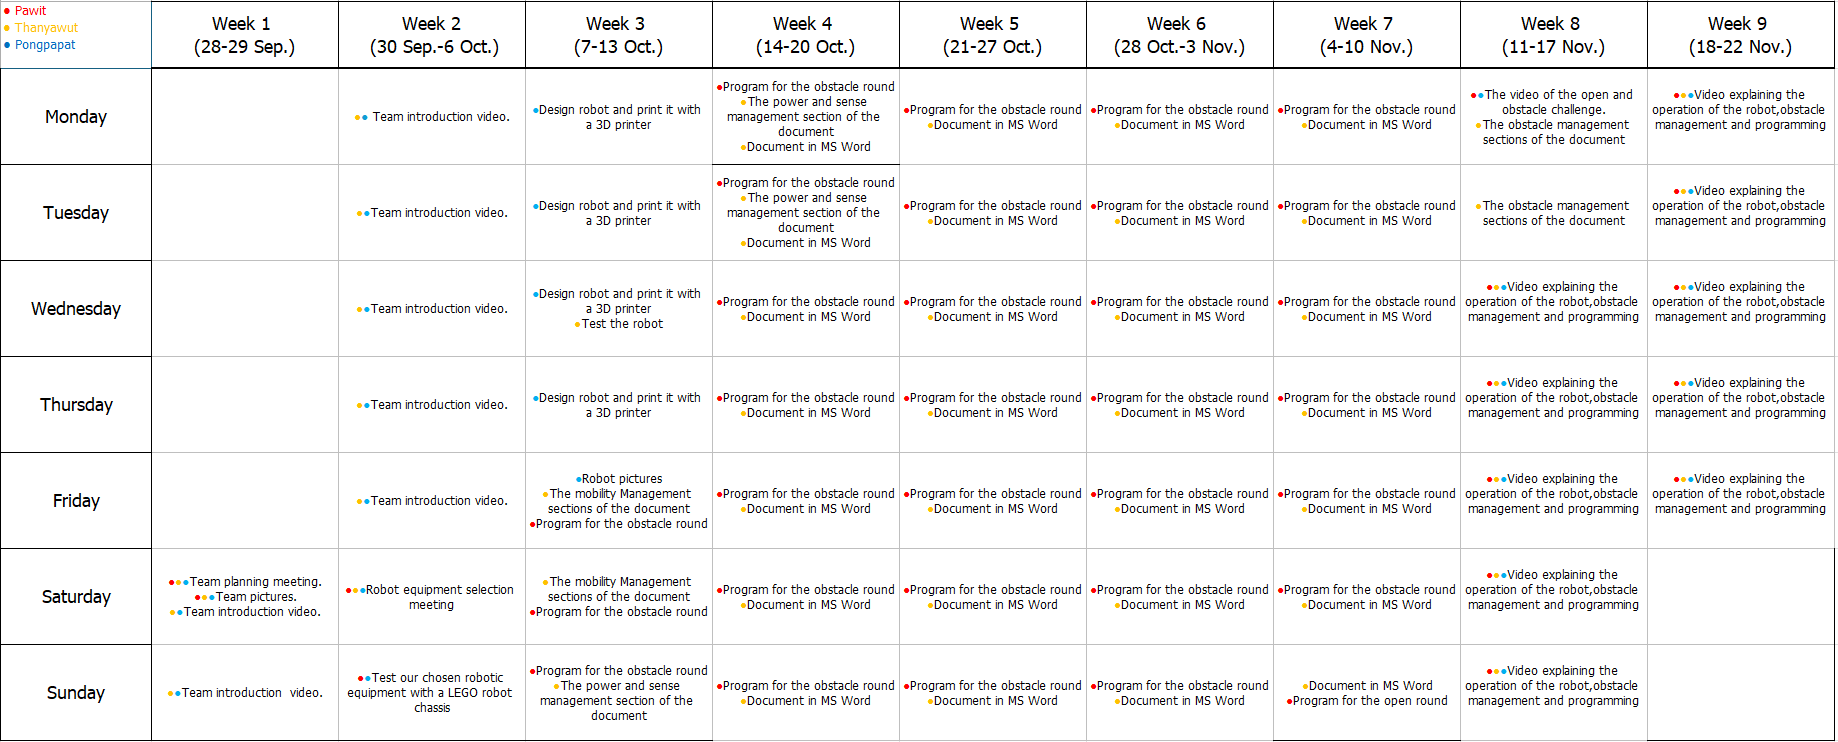 ● Pawit
● Thanyawut
● Pongpapat
Week 1
(28-29 Sep.)
Week 2
(30 Sep.-6 Oct.)
Week 3
(7-13 Oct.)
Week 4
(14-20 Oct.)
Week 5
(21-27 Oct.)
Week 6
(28 Oct.-3 Nov.)
Week 7
(4-10 Nov.)
Week 8
(11-17 Nov.)
Week 9
(18-22 Nov.)
Monday
●● Team introduction video.
●Design robot and print it with
a 3D printer
●Program for the obstacle round
●The power and sense
management section of the
document
●Document in MS Word
●Program for the obstacle round
●Document in MS Word
●Program for the obstacle round
●Document in MS Word
●Program for the obstacle round
●Document in MS Word
●●The video of the open and
obstacle challenge.
●The obstacle management
sections of the document
●●●Video explaining the
operation of the robot,obstacle
management and programming
Tuesday
●●Team introduction video.
●Design robot and print it with
a 3D printer
●Program for the obstacle round
●The power and sense
management section of the
document
●Document in MS Word
●Program for the obstacle round
●Document in MS Word
●Program for the obstacle round
●Document in MS Word
●Program for the obstacle round
●Document in MS Word
●The obstacle management
sections of the document
●●●Video explaining the
operation of the robot,obstacle
management and programming
Wednesday
●●Team introduction video.
●Design robot and print it with
a 3D printer
●Test the robot
●Program for the obstacle round
●Document in MS Word
●Program for the obstacle round
●Document in MS Word
●Program for the obstacle round
●Document in MS Word
●Program for the obstacle round
●Document in MS Word
●●●Video explaining the
operation of the robot,obstacle
management and programming
●●●Video explaining the
operation of the robot,obstacle
management and programming
Thursday
●●Team introduction video.
●Design robot and print it with
a 3D printer
●Program for the obstacle round
●Document in MS Word
●Program for the obstacle round
●Document in MS Word
●Program for the obstacle round
●Document in MS Word
●Program for the obstacle round
●Document in MS Word
●●●Video explaining the
operation of the robot,obstacle
management and programming
●●●Video explaining the
operation of the robot,obstacle
management and programming
Friday
●●Team introduction video.
●Robot pictures
●The mobility Management
sections of the document
●Program for the obstacle round
●Program for the obstacle round
●Document in MS Word
●Program for the obstacle round
●Document in MS Word
●Program for the obstacle round
●Document in MS Word
●Program for the obstacle round
●Document in MS Word
●●●Video explaining the
operation of the robot,obstacle
management and programming
●●●Video explaining the
operation of the robot,obstacle
management and programming
Saturday
●●●Team planning meeting.
●●●Team pictures.
●●Team introduction video.
●●●Robot equipment selection
meeting
●The mobility Management
sections of the document
●Program for the obstacle round
●Program for the obstacle round
●Document in MS Word
●Program for the obstacle round
●Document in MS Word
●Program for the obstacle round
●Document in MS Word
●Program for the obstacle round
●Document in MS Word
●●●Video explaining the
operation of the robot,obstacle
management and programming
Sunday
●●Team introduction video.
●●Test our chosen robotic
equipment with a LEGO robot
chassis
●Program for the obstacle round
●The power and sense
management section of the
document
●Program for the obstacle round
●Document in MS Word
●Program for the obstacle round
●Document in MS Word
●Program for the obstacle round
●Document in MS Word
●Document in MS Word
●Program for the open round
●●●Video explaining the
operation of the robot,obstacle
management and programming